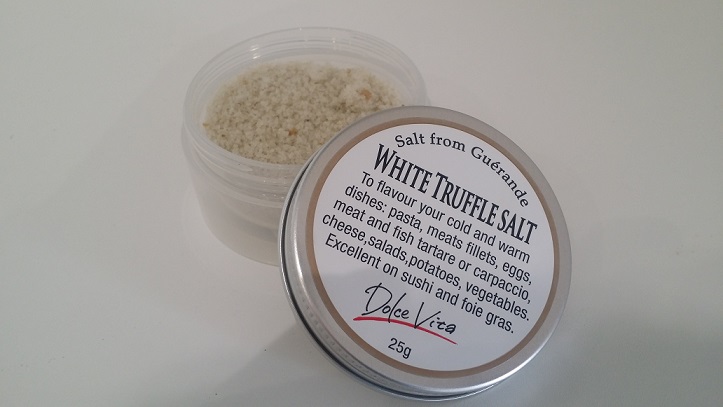 Salt from Guérande
WHITE TRUFFLE SALT
To flavour your cold and warm
dishes: pasta, meats fillets, eggs,
meat and fish tartare or carpaccio,
cheese,salads,potatoes, vegetables.
Excellent on sushi and foie gras.
Dolce Vita
25g